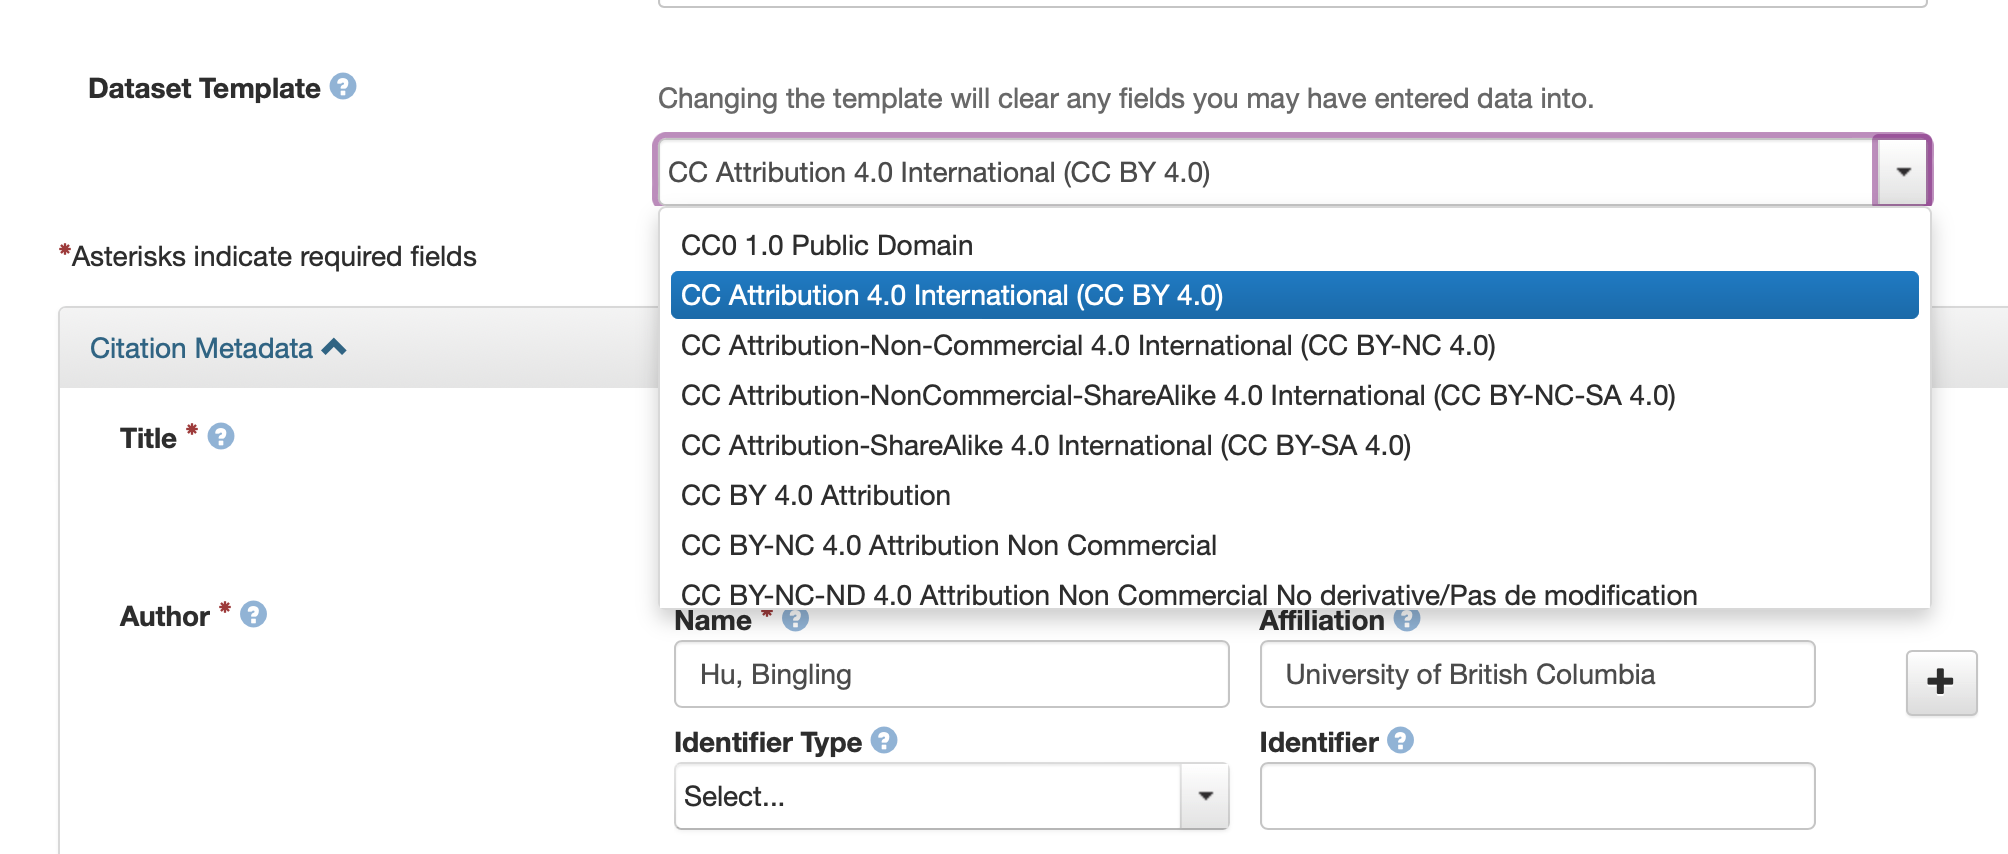 Dataset Template ?
Changing the template will clear any fields you may have entered data into.
CC Attribution 4.0 International (CC BY 4.0)
*Asterisks indicate required fields
CC0 1.0 Public Domain
CC Attribution 4.0 International (CC BY 4.0)
CC Attribution-Non-Commercial 4.0 International (CC BY-NC 4.0)
CC Attribution-NonCommercial-ShareAlike 4.0 International (CC BY-NC-SA 4.0)
CC Attribution-ShareAlike 4.0 International (CC BY-SA 4.0)
CC BY 4.0 Attribution
CC BY-NC 4.0 Attribution Non Commercial
CC BY-NC-ND 4.0 Attribution Non Commercial No derivative/Pas de modification
Citation Metadata
Title * ?
Author * ?
Name * ?
Affiliation ?
Hu, Bingling
University of British Columbia
+
Identifier Type ?
Identifier ?
Select...